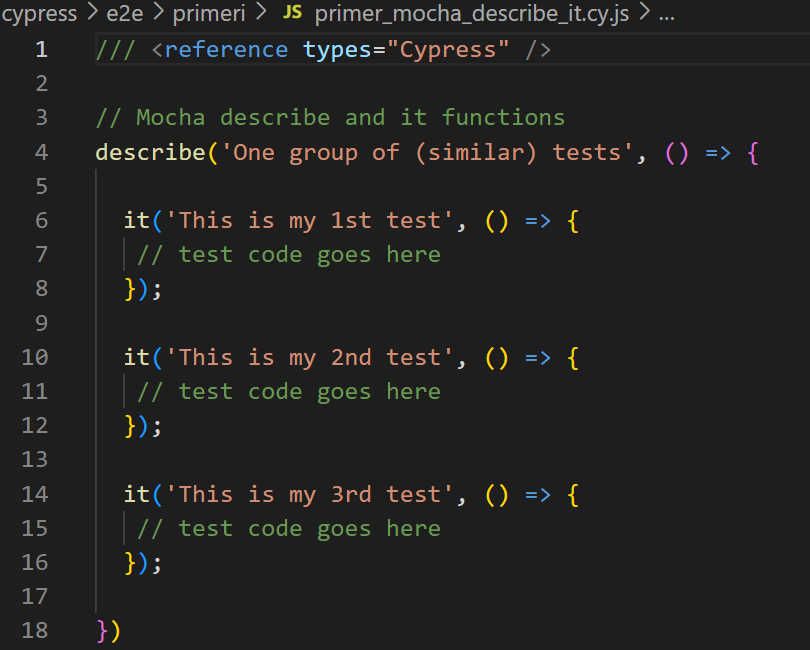 cypress > e2e > primeri > JS primer_mocha_describe_it.cy.js > ...
1 /// <reference types="Cypress" />
2
3 // Mocha describe and it functions
4 describe('One group of (similar) tests', () => {
5
6 it('This is my 1st test', () => {
7 // test code goes here
8 });
9
10 it('This is my 2nd test', () => {
11 // test code goes here
12 });
13
14 it('This is my 3rd test', () => {
15 // test code goes here
16 });
17
18 })